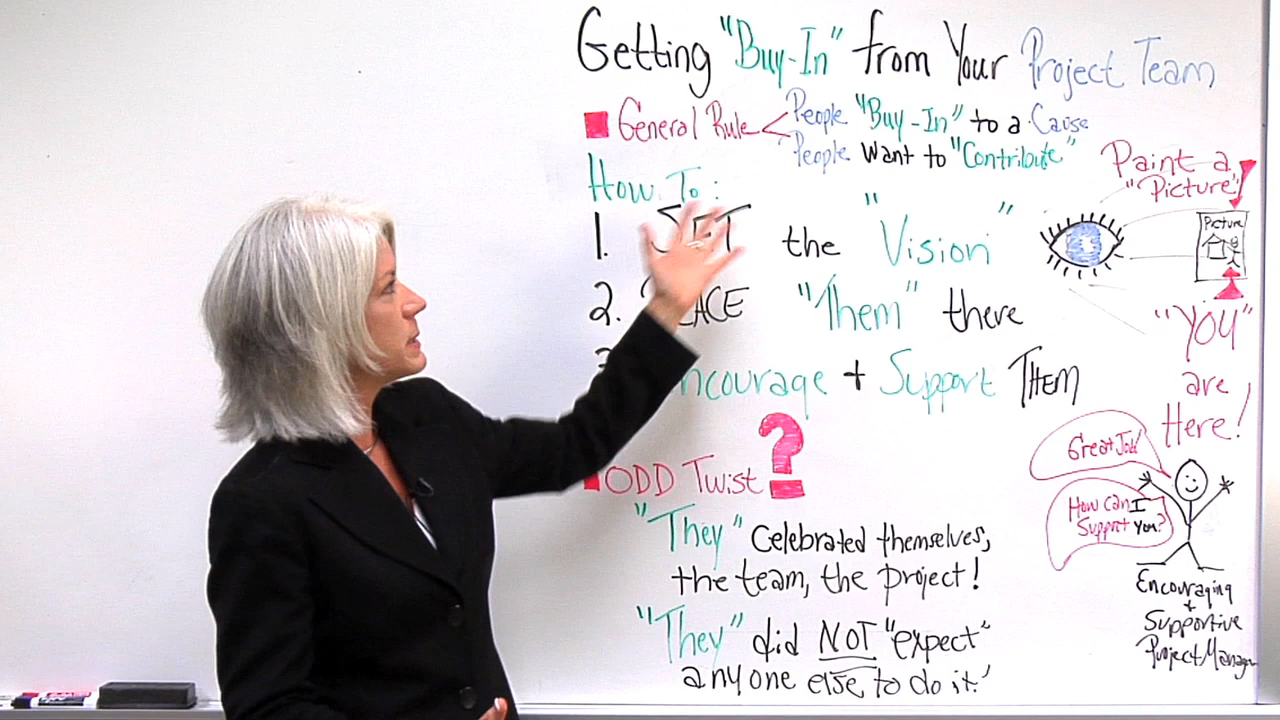 Getting "Buy-In" from Your Project Team
General Rule < People "Buy-In" to a Cause
People want to "Contribute"
How To:
1. SET the "Vision"
2. PLACE "Them" there
3. Encourage + Support THEM
Paint a
"Picture"!
Picture
"YOU"
are
Here!
ODD Twist?
"They" celebrated themselves,
the team, the project!
"They" did NOT "expect"
anyone else to do it!
Great Job
How can I
Support you?
Encouraging
+
Supportive
Project Manager